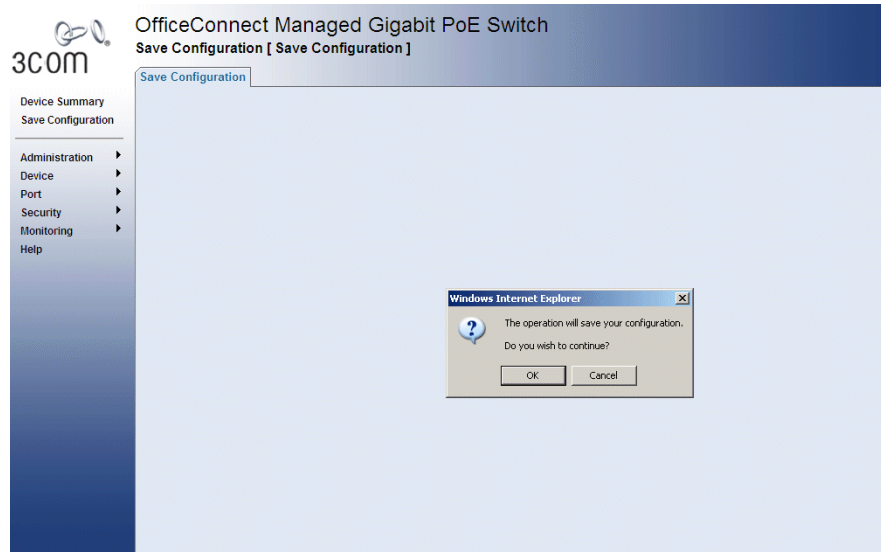 OfficeConnect Managed Gigabit PoE Switch
Save Configuration [ Save Configuration ]
3COM
Save Configuration
Device Summary
Save Configuration
Administration
Device
Port
Security
Monitoring
Help
Windows Internet Explorer
?
The operation will save your configuration.
Do you wish to continue?
OK
Cancel